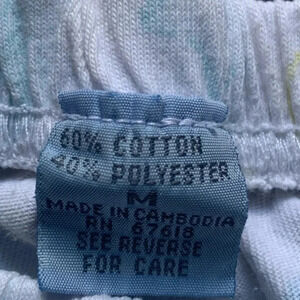 60% COTTON
40% POLYESTER
M
MADE IN CAMBODIA
RN 67618
SEE REVERSE
FOR CARE